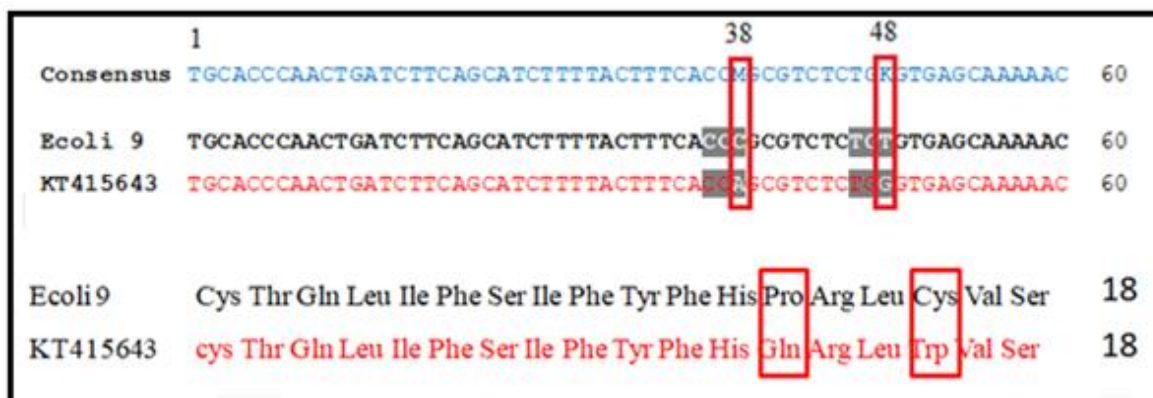 1 38 48
Consensus TGCACCCAACTGATCTTCAGCATCTTTTACTTTCACCMGCGTCTCTGKGTGAGCAAAAAC 60
Ecoli 9 TGCACCCAACTGATCTTCAGCATCTTTTACTTTCACCCGCGTCTCTGTGTGAGCAAAAAC 60
KT415643 TGCACCCAACTGATCTTCAGCATCTTTTACTTTCACCAGCGTCTCTGGGTGAGCAAAAAC 60
Ecoli 9 Cys Thr Gln Leu Ile Phe Ser Ile Phe Tyr Phe His Pro Arg Leu Cys Val Ser 18
KT415643 cys Thr Gln Leu Ile Phe Ser Ile Phe Tyr Phe His Gln Arg Leu Trp Val Ser 18